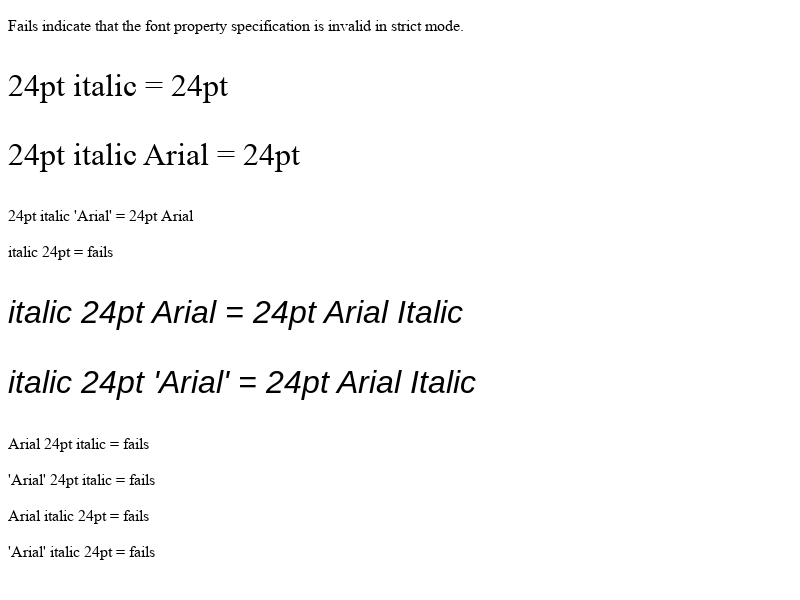 Fails indicate that the font property specification is invalid in strict mode.
24pt italic = 24pt
24pt italic Arial = 24pt
24pt italic 'Arial' = 24pt Arial
italic 24pt = fails
italic 24pt Arial = 24pt Arial Italic
italic 24pt 'Arial' = 24pt Arial Italic
Arial 24pt italic = fails
'Arial' 24pt italic = fails
Arial italic 24pt = fails
'Arial' italic 24pt = fails